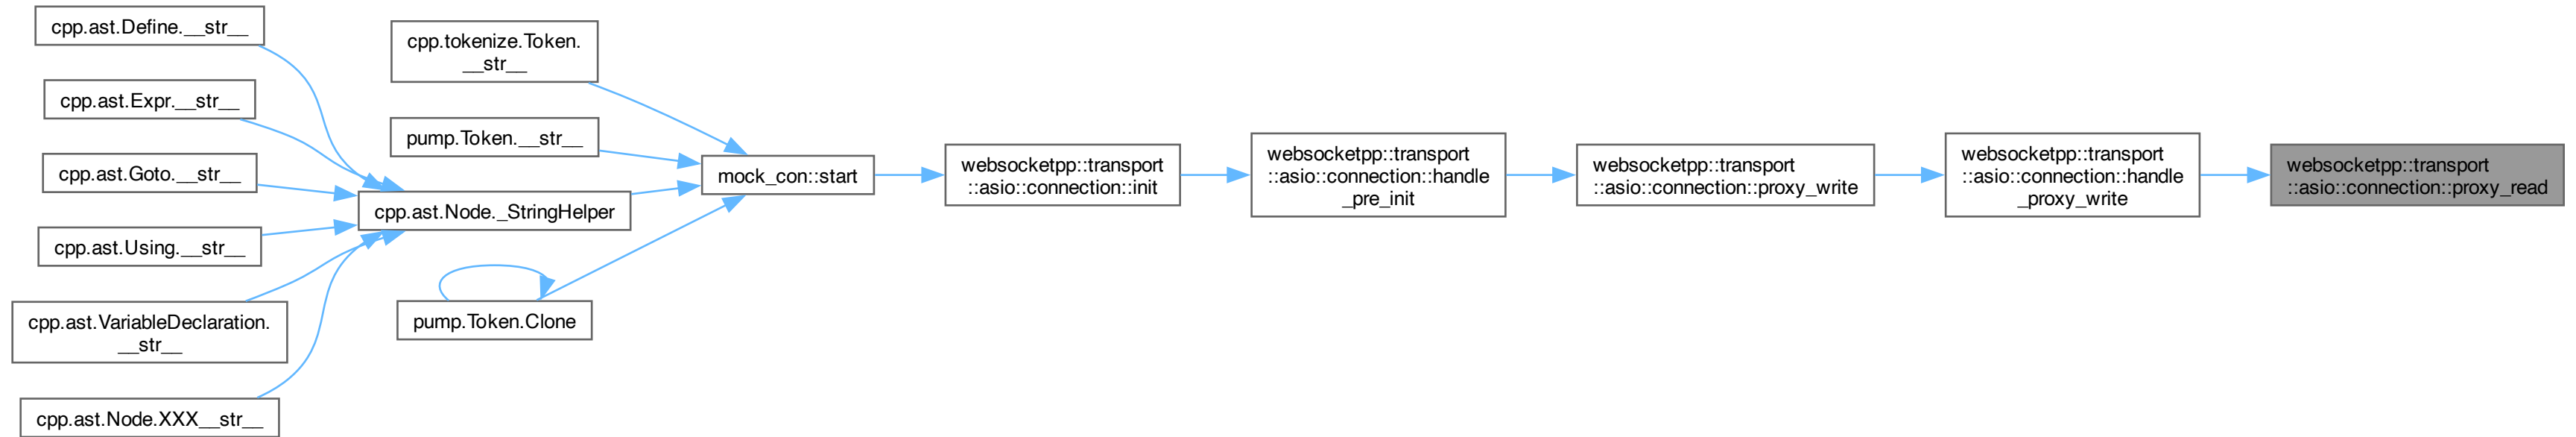 cpp.ast.Define.__str__
cpp.ast.Expr.__str__
cpp.ast.Goto.__str__
cpp.ast.Using.__str__
cpp.ast.VariableDeclaration.
__str__
cpp.ast.Node.XXX__str__
cpp.tokenize.Token.
__str__
pump.Token.__str__
cpp.ast.Node._StringHelper
pump.Token.Clone
mock_con::start
websocketpp::transport
::asio::connection::init
websocketpp::transport
::asio::connection::handle
_pre_init
websocketpp::transport
::asio::connection::proxy_write
websocketpp::transport
::asio::connection::handle
_proxy_write
websocketpp::transport
::asio::connection::proxy_read